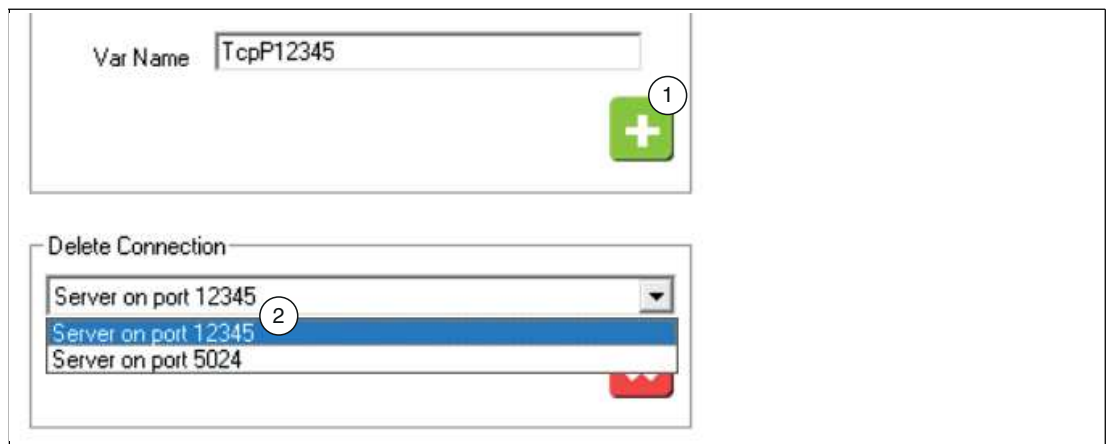 Var Name TcpP12345
1
Delete Connection
Server on port 12345
2
Server on port 12345
Server on port 5024